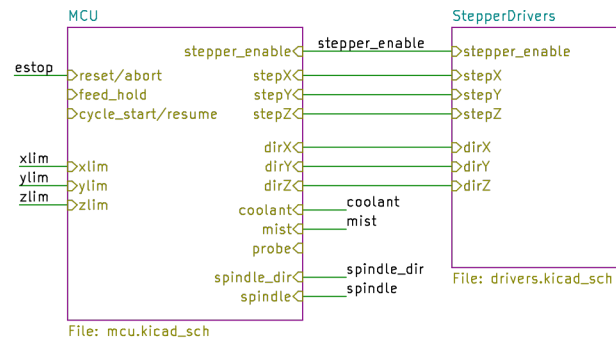 MCU
StepperDrivers
stepper_enable
stepper_enable
stepper_enable
estop
reset/abort
stepX
stepX
feed_hold
stepY
stepY
cycle_start/resume
stepZ
stepZ
dirX
dirX
xlim
xlim
dirY
dirY
ylim
ylim
dirZ
dirZ
zlim
zlim
coolant
coolant
mist
mist
probe
spindle_dir
spindle_dir
spindle
spindle
File: drivers.kicad_sch
File: mcu.kicad_sch